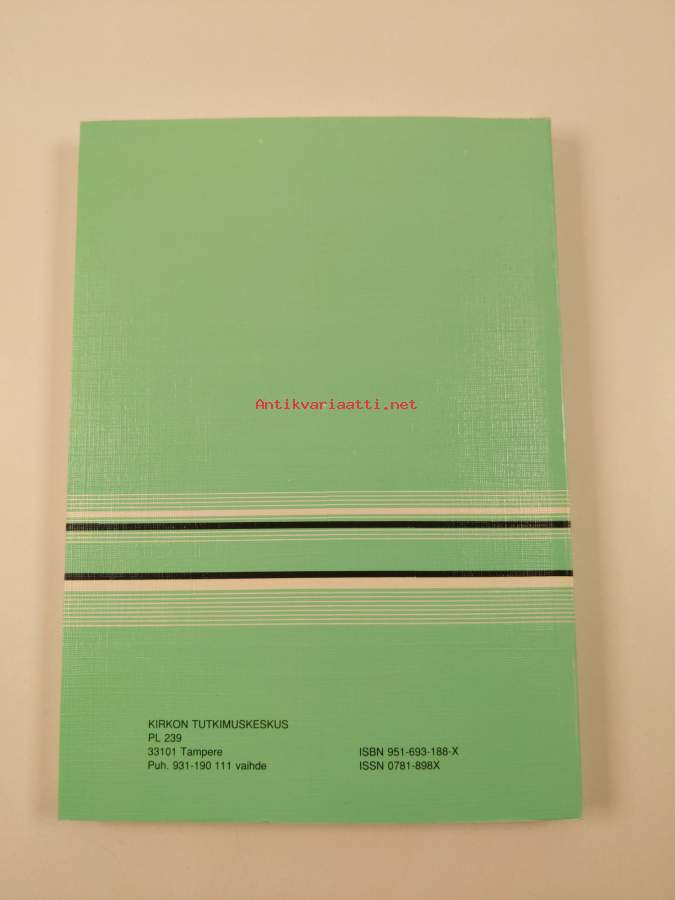 Antikvariaatti.net
KIRKON TUTKIMUSKESKUS
PL 239
33101 Tampere
Puh. 931-190 111 vaihde
ISBN 951-693-188-X
ISSN 0781-898X